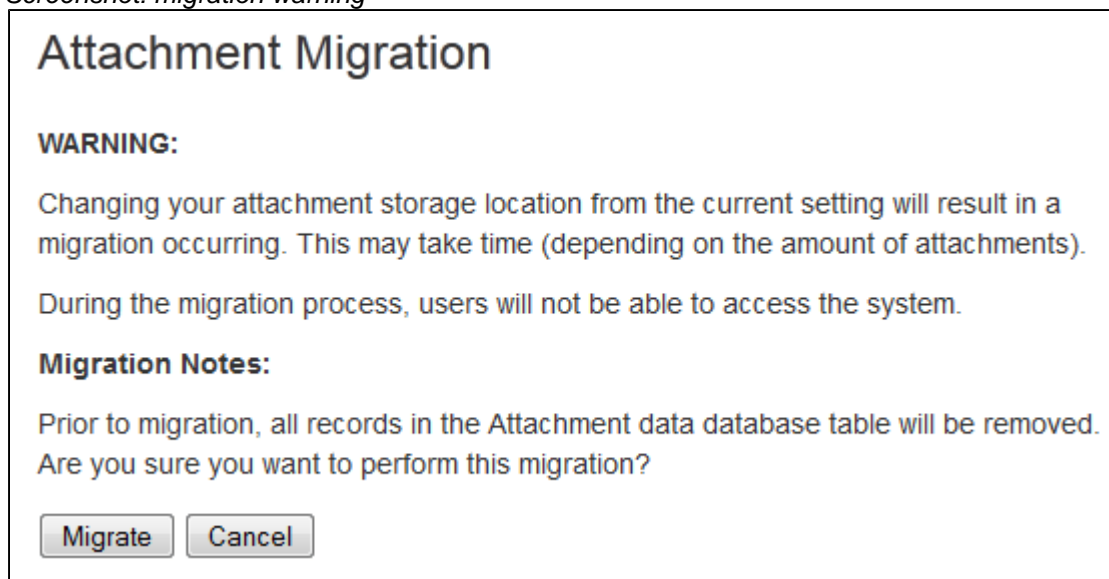 Screenshot: migration warning
Attachment Migration
WARNING:
Changing your attachment storage location from the current setting will result in a
migration occurring. This may take time (depending on the amount of attachments).
During the migration process, users will not be able to access the system.
Migration Notes:
Prior to migration, all records in the Attachment data database table will be removed.
Are you sure you want to perform this migration?
Migrate Cancel